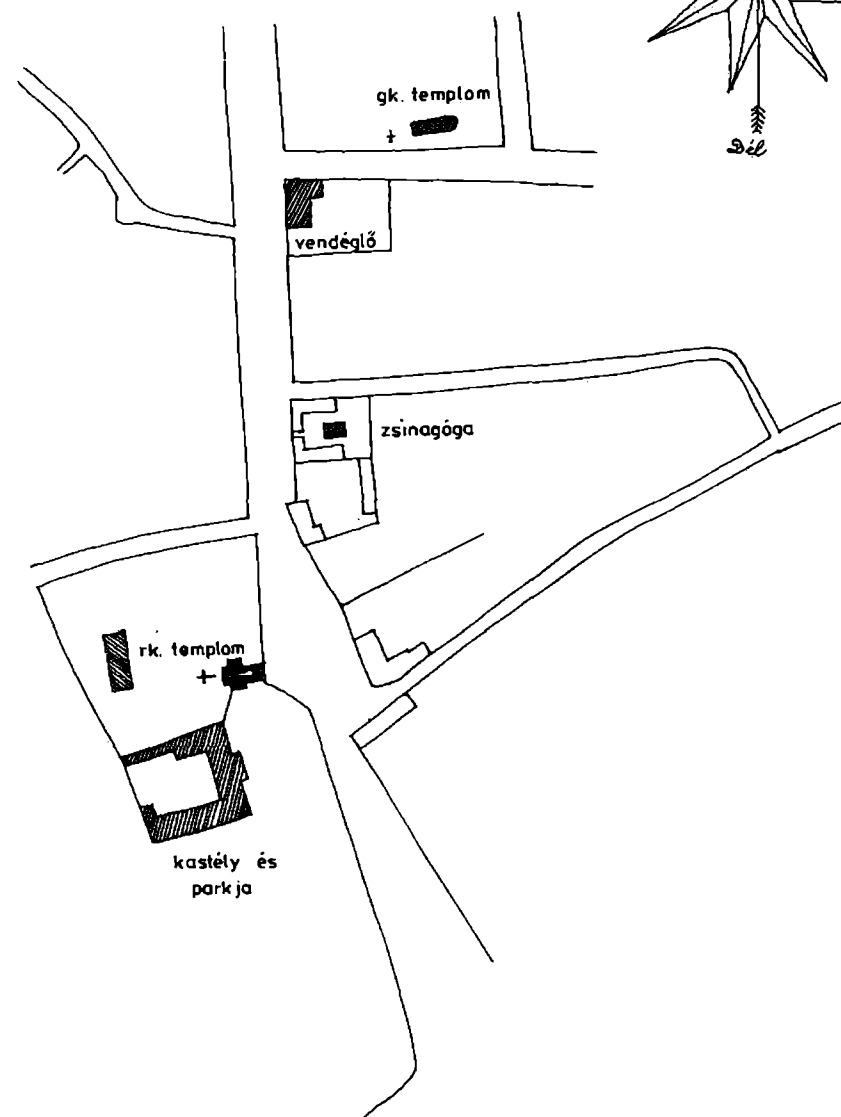 Dél
gk. templom
vendéglő
zsinagóga
rk. templom
kastély és
parkja